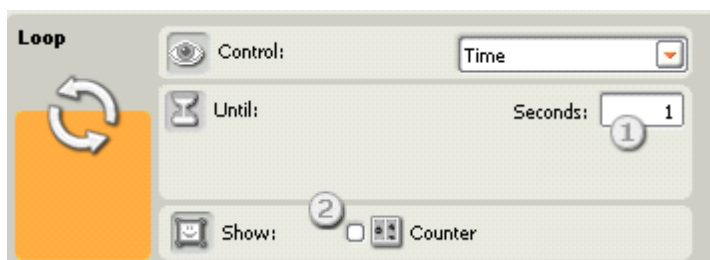 Loop
Control:
Time
Until:
Seconds: 1
1
2
Show:
Counter